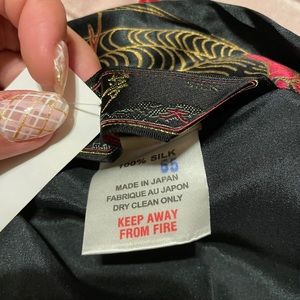 100% SILK
55
MADE IN JAPAN
FABRIQUE AU JAPON
DRY CLEAN ONLY
KEEP AWAY
FROM FIRE